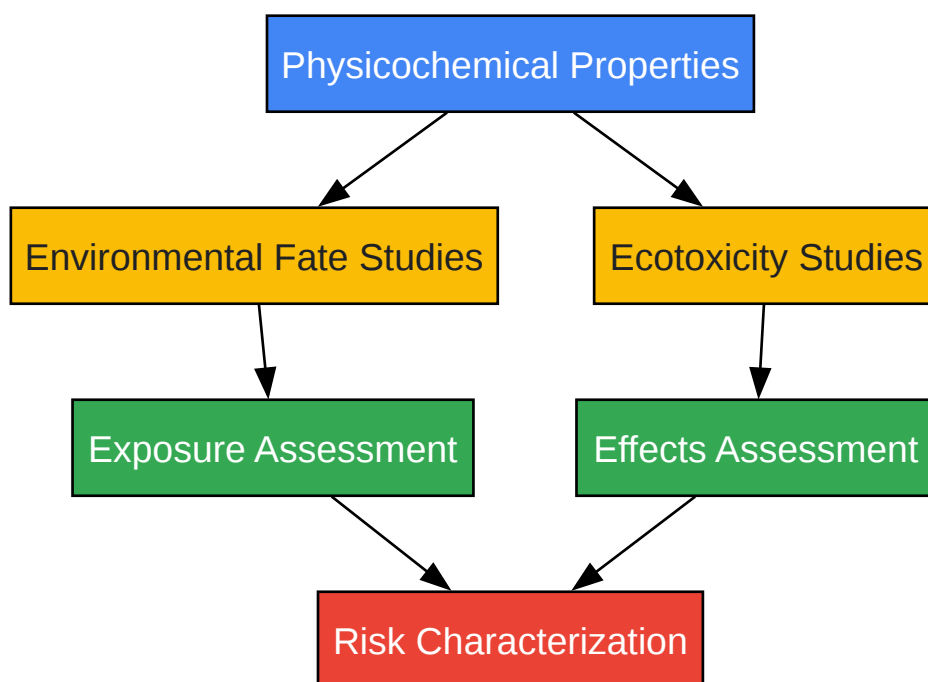 Physicochemical Properties
Environmental Fate Studies
Ecotoxicity Studies
Exposure Assessment
Effects Assessment
Risk Characterization